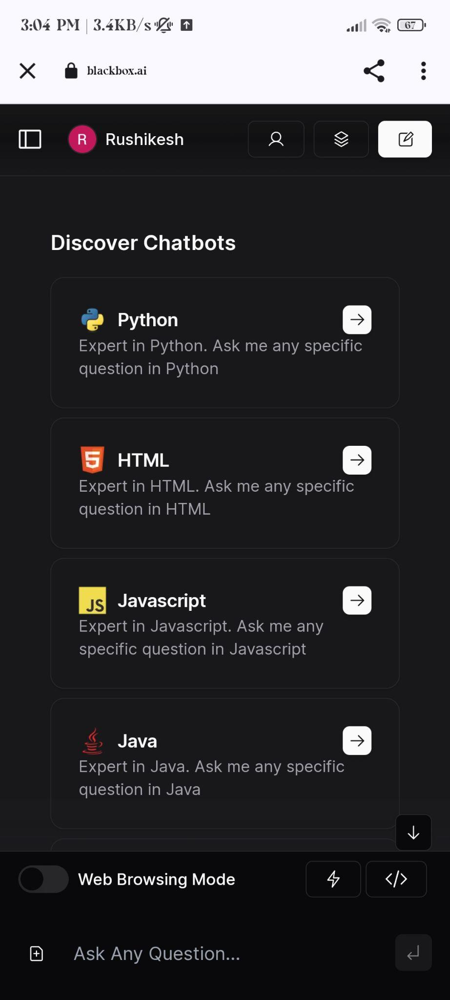 3:04 PM | 3.4KB/s
67
blackbox.ai
R Rushikesh
Discover Chatbots
Python
Expert in Python. Ask me any specific
question in Python
5 HTML
Expert in HTML. Ask me any specific
question in HTML
JS Javascript
Expert in Javascript. Ask me any
specific question in Javascript
Java
Expert in Java. Ask me any specific
question in Java
Web Browsing Mode
</>
Ask Any Question...